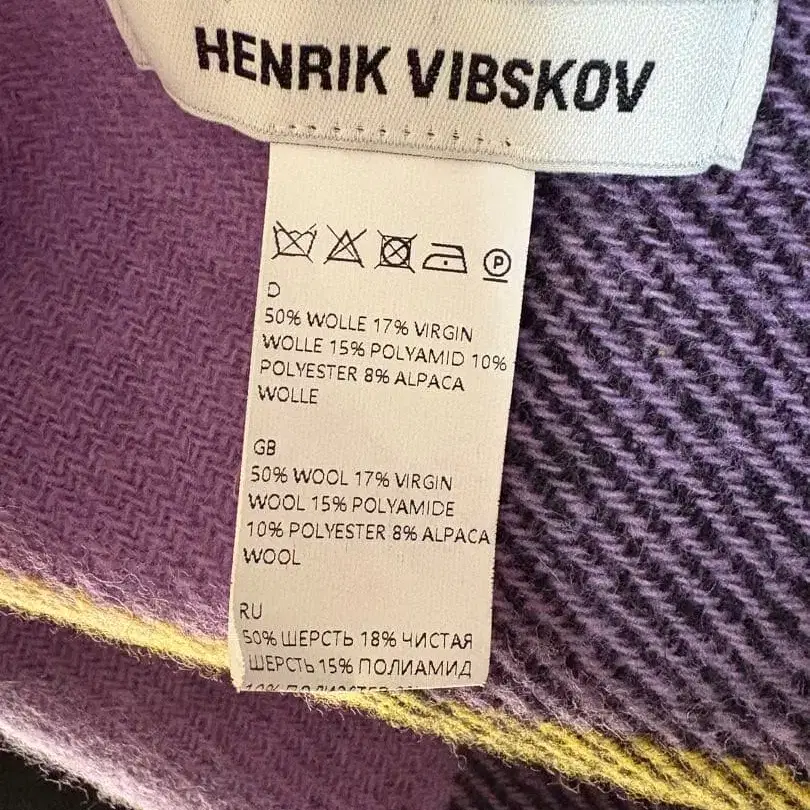 HENRIK VIBSKOV
P
D
50% WOLLE 17% VIRGIN
WOLLE 15% POLYAMID 10%
POLYESTER 8% ALPACA
WOLLE
GB
50% WOOL 17% VIRGIN
WOOL 15% POLYAMIDE
10% POLYESTER 8% ALPACA
WOOL
RU
50% ШЕРСТЬ 18% ЧИСТАЯ
ШЕРСТЬ 15% ПОЛИАМИД